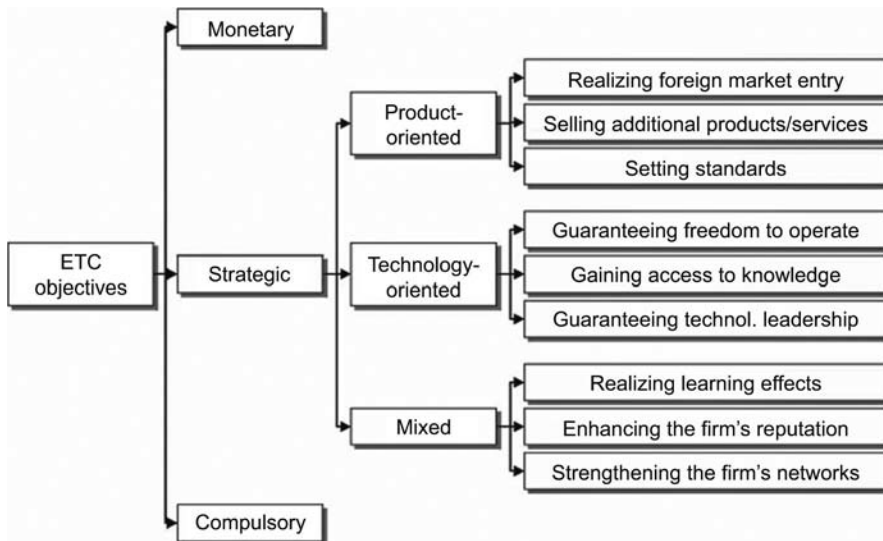 Monetary
Realizing foreign market entry
Product-
oriented
Selling additional products/services
Setting standards
Guaranteeing freedom to operate
ETC
objectives
Strategic
Technology-
oriented
Gaining access to knowledge
Guaranteeing technol. leadership
Realizing learning effects
Mixed
Enhancing the firm's reputation
Strengthening the firm's networks
Compulsory